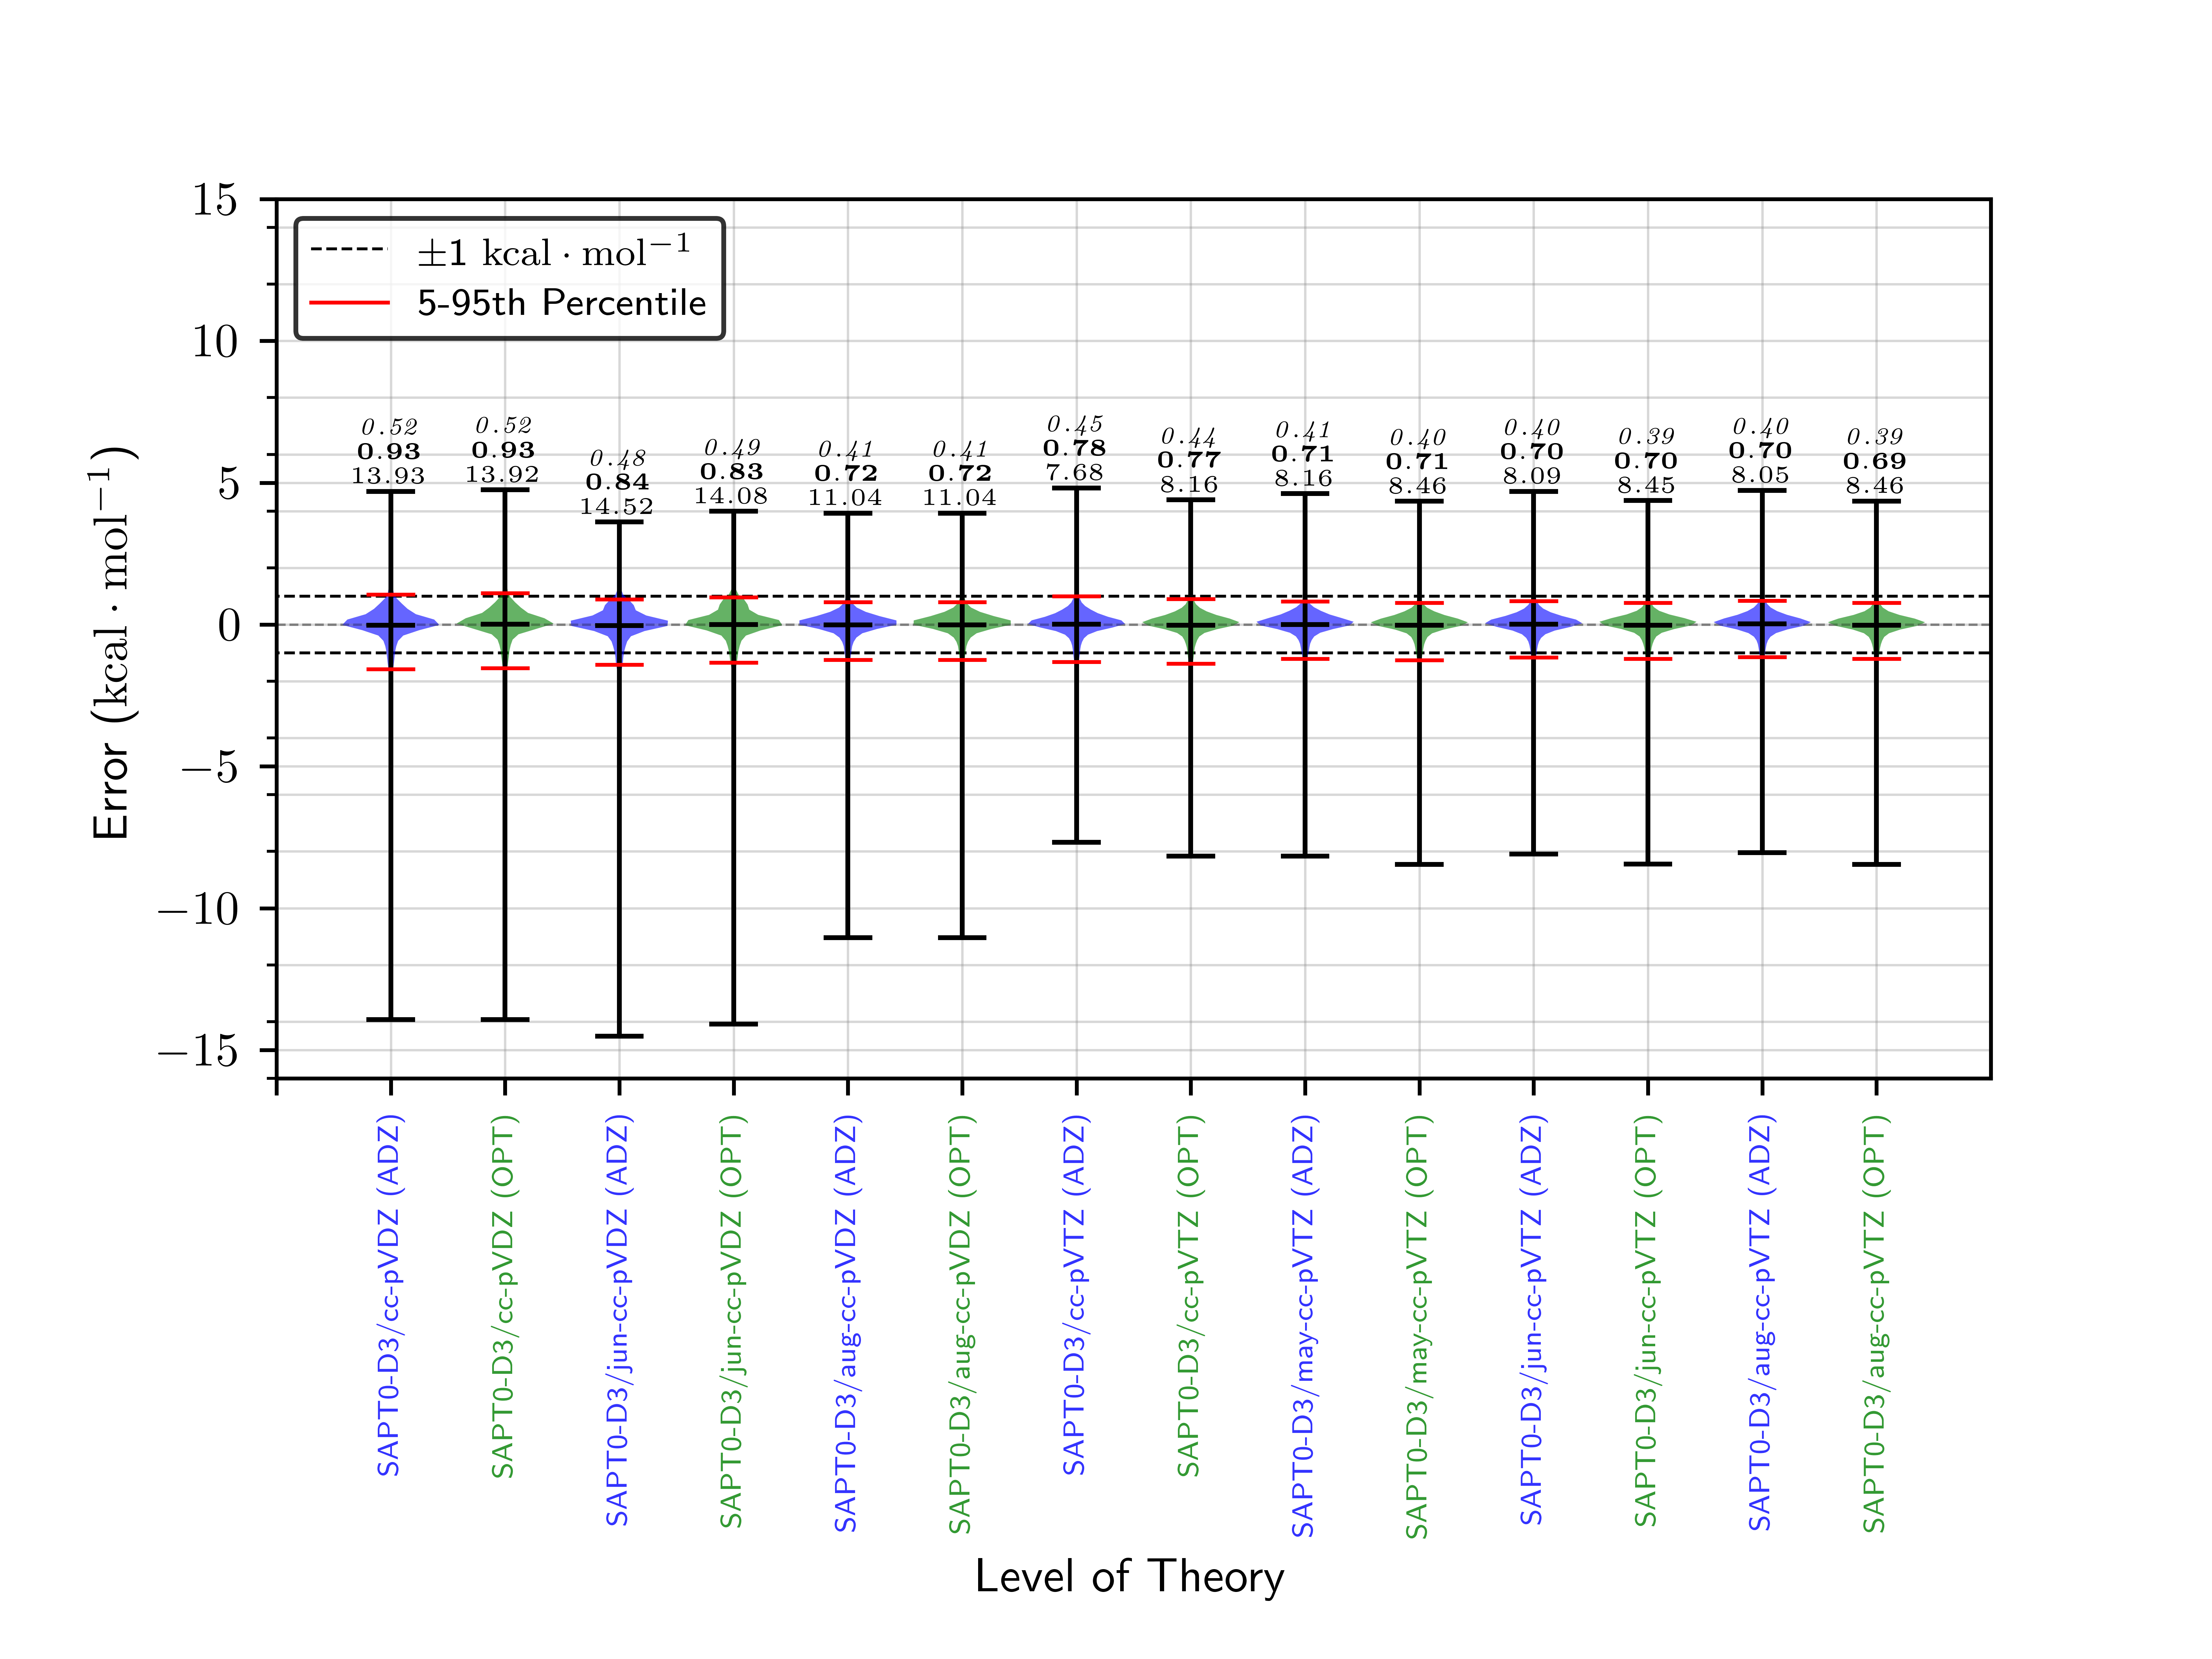 15
10
5
0
−5
−10
−15
Error (kcal · mol⁻¹)
±1 kcal · mol⁻¹
5-95th Percentile
0.52
0.93
13.93
0.52
0.93
13.92
0.48
0.84
14.52
0.49
0.83
14.08
0.41
0.72
11.04
0.41
0.72
11.04
0.45
0.78
7.68
0.44
0.77
8.16
0.41
0.71
8.16
0.40
0.71
8.46
0.40
0.70
8.09
0.39
0.70
8.45
0.40
0.70
8.05
0.39
0.69
8.46
SAPT0-D3/cc-pVDZ (ADZ)
SAPT0-D3/cc-pVDZ (OPT)
SAPT0-D3/jun-cc-pVDZ (ADZ)
SAPT0-D3/jun-cc-pVDZ (OPT)
SAPT0-D3/aug-cc-pVDZ (ADZ)
SAPT0-D3/aug-cc-pVDZ (OPT)
SAPT0-D3/cc-pVTZ (ADZ)
SAPT0-D3/cc-pVTZ (OPT)
SAPT0-D3/may-cc-pVTZ (ADZ)
SAPT0-D3/may-cc-pVTZ (OPT)
SAPT0-D3/jun-cc-pVTZ (ADZ)
SAPT0-D3/jun-cc-pVTZ (OPT)
SAPT0-D3/aug-cc-pVTZ (ADZ)
SAPT0-D3/aug-cc-pVTZ (OPT)
Level of Theory